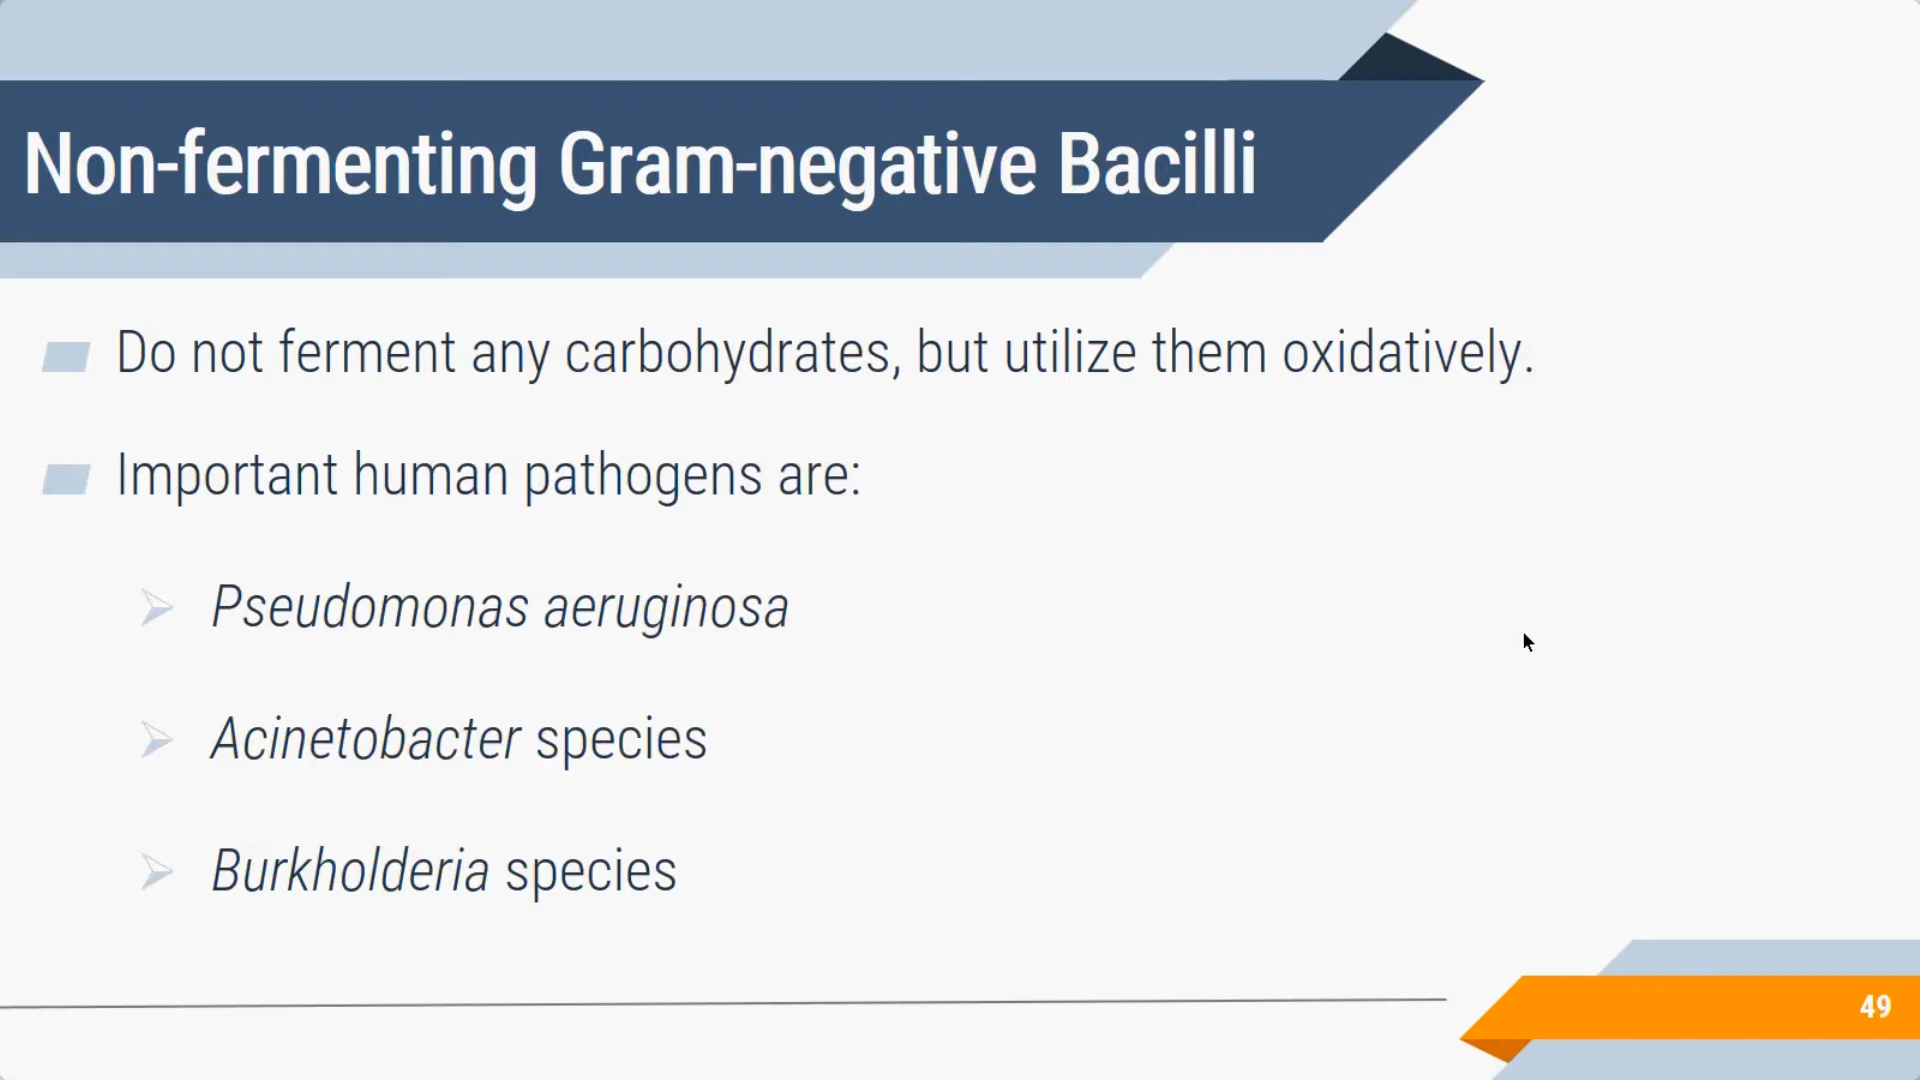 Non-fermenting Gram-negative Bacilli
Do not ferment any carbohydrates, but utilize them oxidatively.
Important human pathogens are:
Pseudomonas aeruginosa
Acinetobacter species
Burkholderia species
49